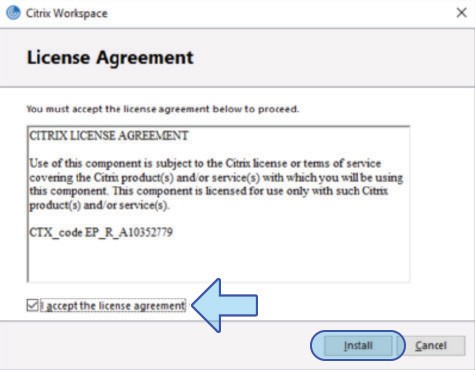 Citrix Workspace
License Agreement
You must accept the license agreement below to proceed.
CITRIX LICENSE AGREEMENT
Use of this component is subject to the Citrix license or terms of service
covering the Citrix product(s) and/or service(s) with which you will be using
this component. This component is licensed for use only with such Citrix
product(s) and/or service(s).
CTX_code EP_R_A10352779
I accept the license agreement
Install
Cancel